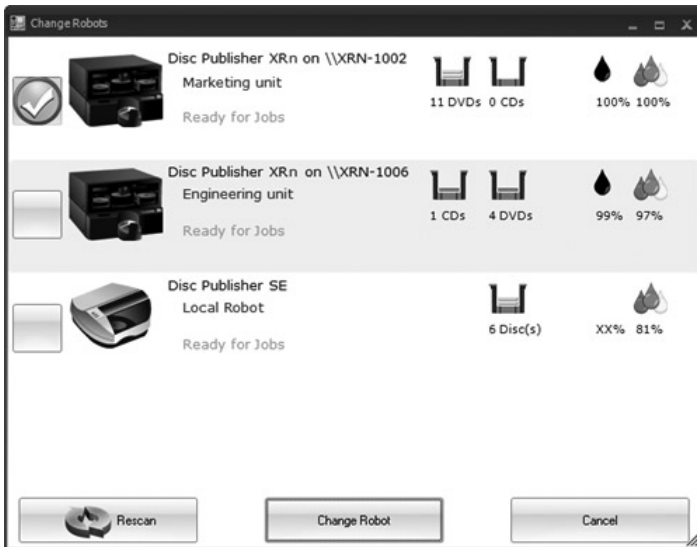 Change Robots
Disc Publisher XRn on \\XRN-1002
Marketing unit
11 DVDs 0 CDs 100% 100%
Ready for Jobs
Disc Publisher XRn on \\XRN-1006
Engineering unit
1 CDs 4 DVDs 99% 97%
Ready for Jobs
Disc Publisher SE
Local Robot
6 Disc(s) XX% 81%
Ready for Jobs
Rescan Change Robot Cancel